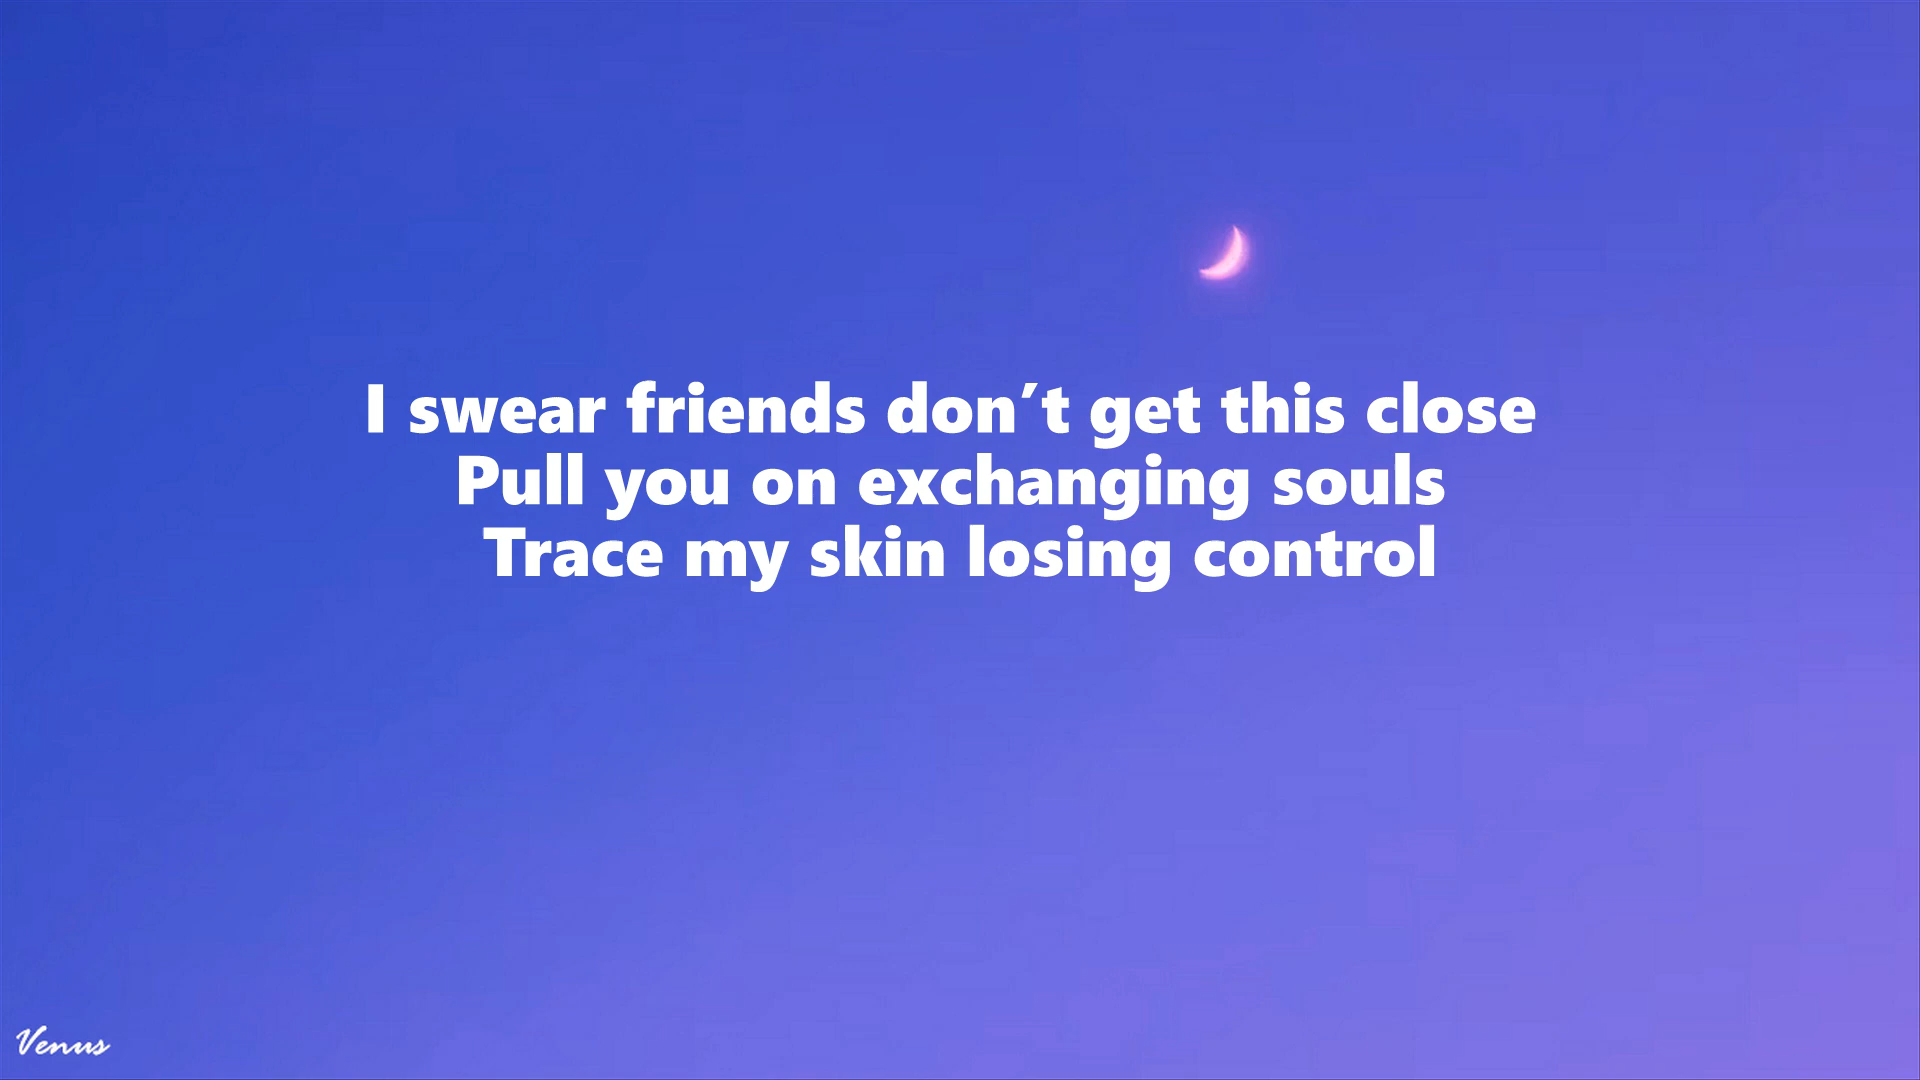 I swear friends don’t get this close
Pull you on exchanging souls
Trace my skin losing control
Venus